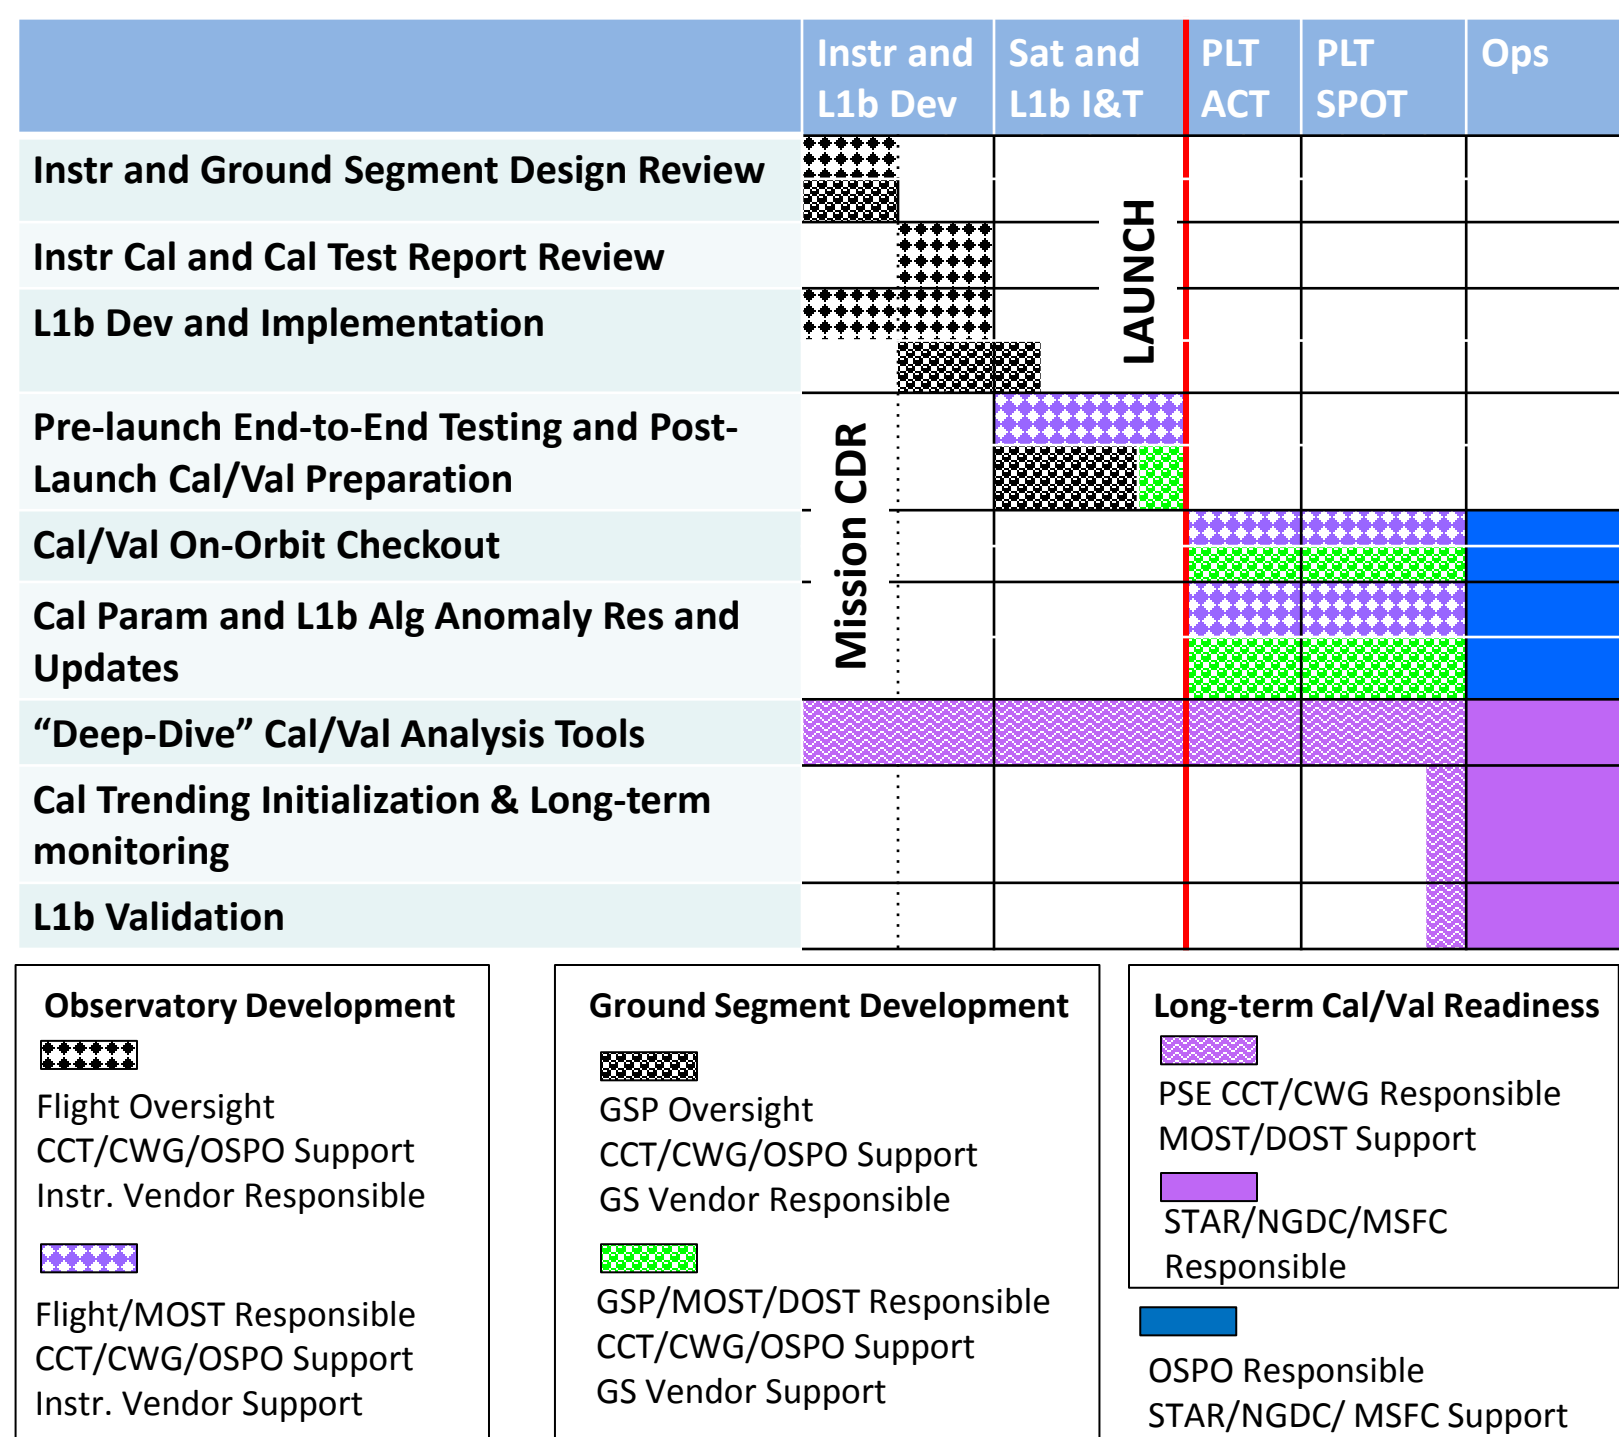 Instr and
L1b Dev
Sat and
L1b I&T
PLT
ACT
PLT
SPOT
Ops
Instr and Ground Segment Design Review
Instr Cal and Cal Test Report Review
L1b Dev and Implementation
LAUNCH
Pre-launch End-to-End Testing and Post-
Launch Cal/Val Preparation
Mission CDR
Cal/Val On-Orbit Checkout
Cal Param and L1b Alg Anomaly Res and
Updates
“Deep-Dive” Cal/Val Analysis Tools
Cal Trending Initialization & Long-term
monitoring
L1b Validation
Observatory Development
Flight Oversight
CCT/CWG/OSPO Support
Instr. Vendor Responsible
Flight/MOST Responsible
CCT/CWG/OSPO Support
Instr. Vendor Support
Ground Segment Development
GSP Oversight
CCT/CWG/OSPO Support
GS Vendor Responsible
GSP/MOST/DOST Responsible
CCT/CWG/OSPO Support
GS Vendor Support
Long-term Cal/Val Readiness
PSE CCT/CWG Responsible
MOST/DOST Support
STAR/NGDC/MSFC
Responsible
OSPO Responsible
STAR/NGDC/ MSFC Support